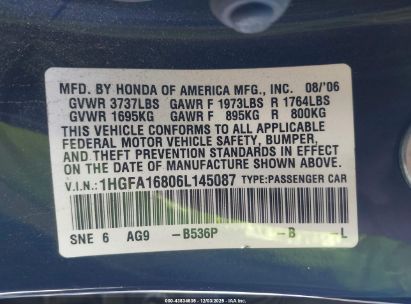 MFD. BY HONDA OF AMERICA MFG., INC. 08/'06
GVWR 3737LBS GAWR F 1973LBS R 1764LBS
GVWR 1695KG GAWR F 895KG R 800KG
THIS VEHICLE CONFORMS TO ALL APPLICABLE
FEDERAL MOTOR VEHICLE SAFETY, BUMPER,
AND THEFT PREVENTION STANDARDS IN EFFECT
ON THE DATE OF MANUFACTURE SHOWN ABOVE.
V.I.N.: 1HGFA16806L145087 TYPE: PASSENGER CAR
SNE 6 AG9 -B536P -B -L